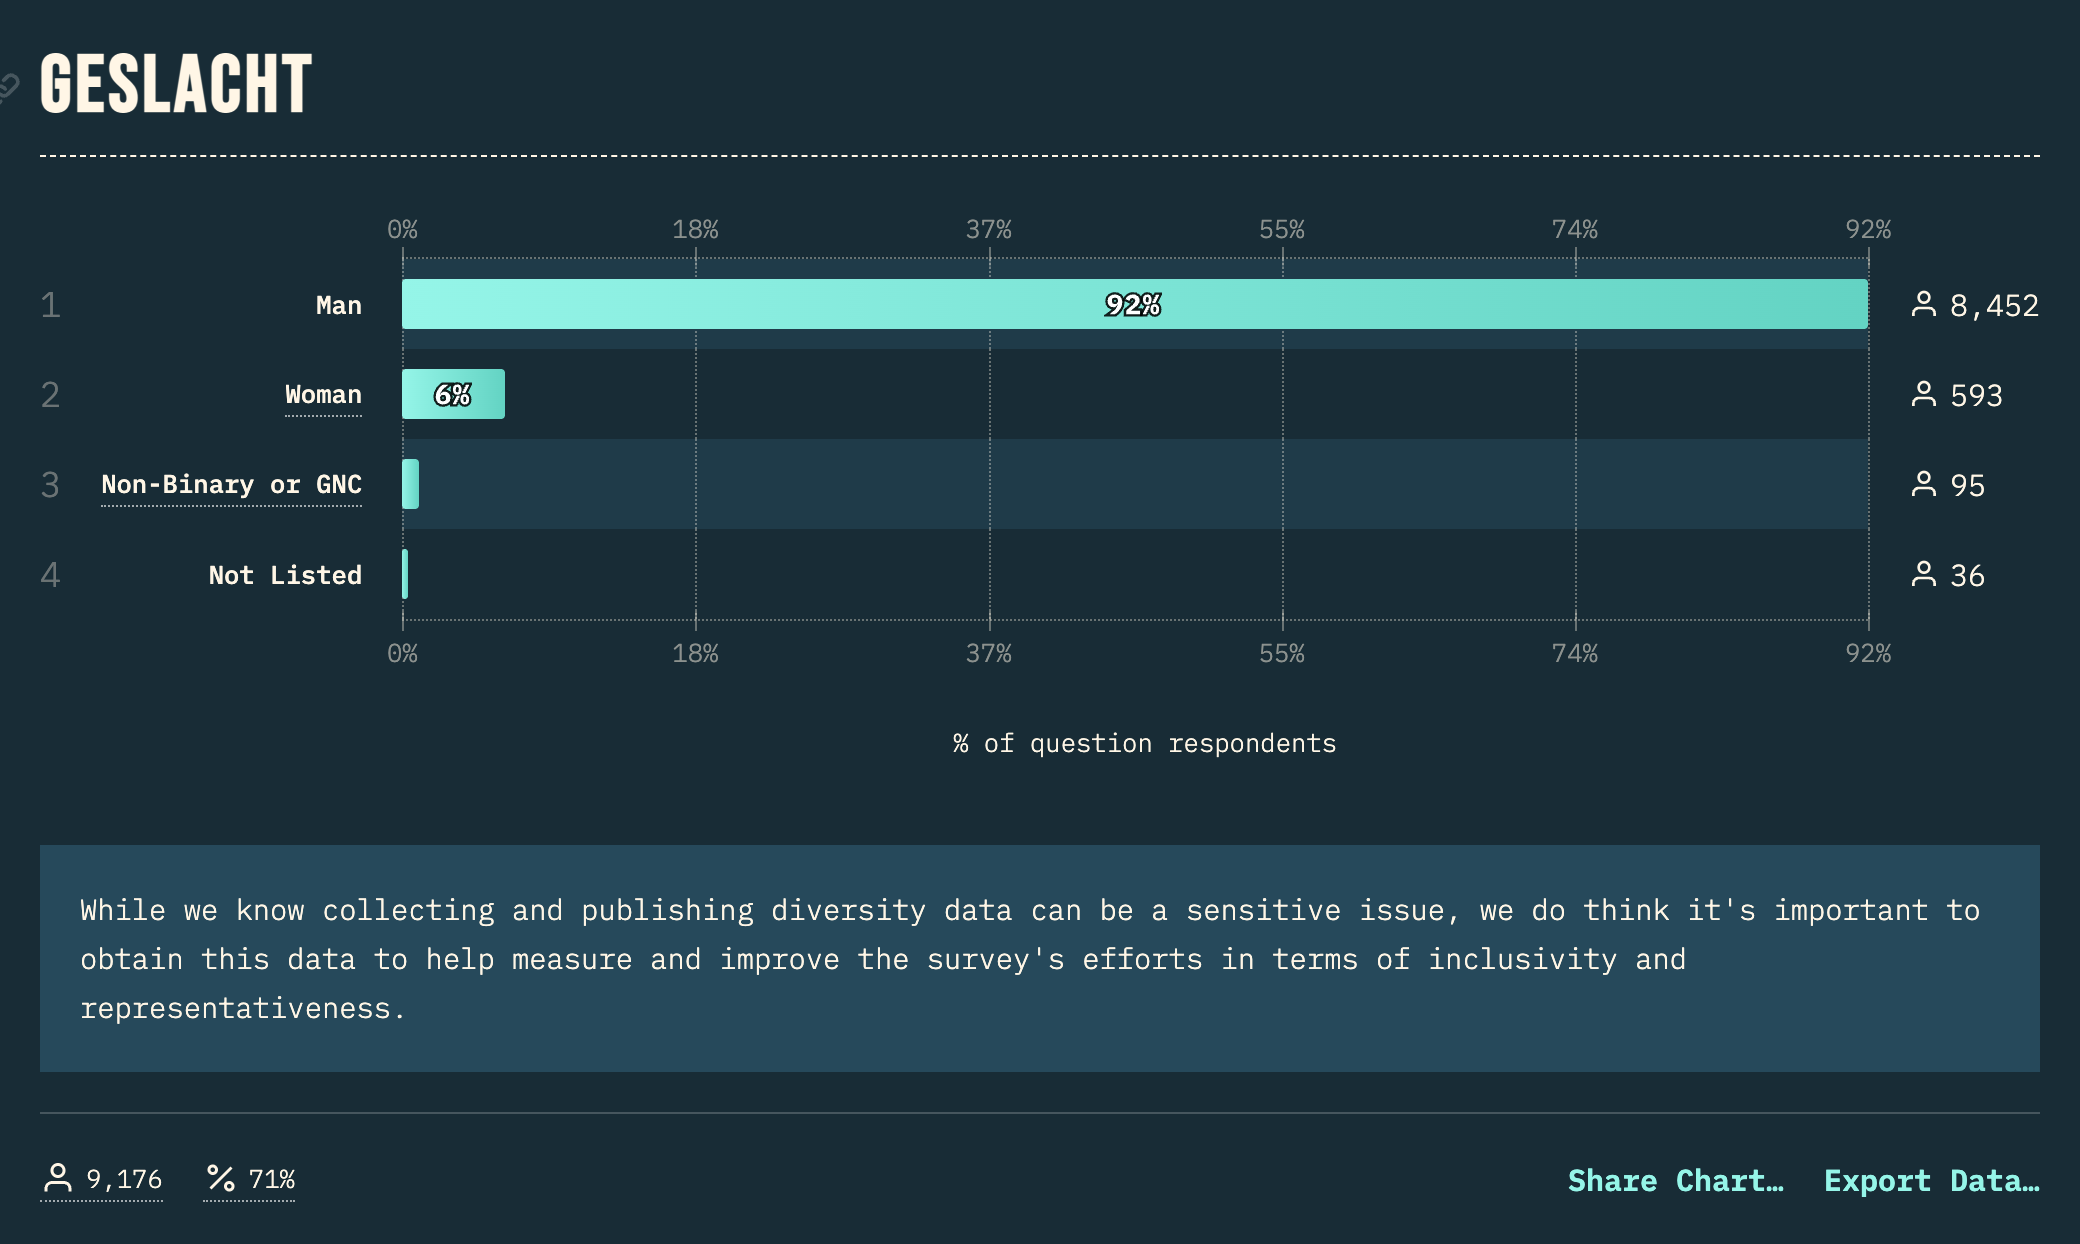 GESLACHT
0% 18% 37% 55% 74% 92%
1 Man 92% 8,452
2 Woman 6% 593
3 Non-Binary or GNC 95
4 Not Listed 36
0% 18% 37% 55% 74% 92%
% of question respondents
While we know collecting and publishing diversity data can be a sensitive issue, we do think it's important to
obtain this data to help measure and improve the survey's efforts in terms of inclusivity and
representativeness.
9,176 % 71% Share Chart… Export Data…